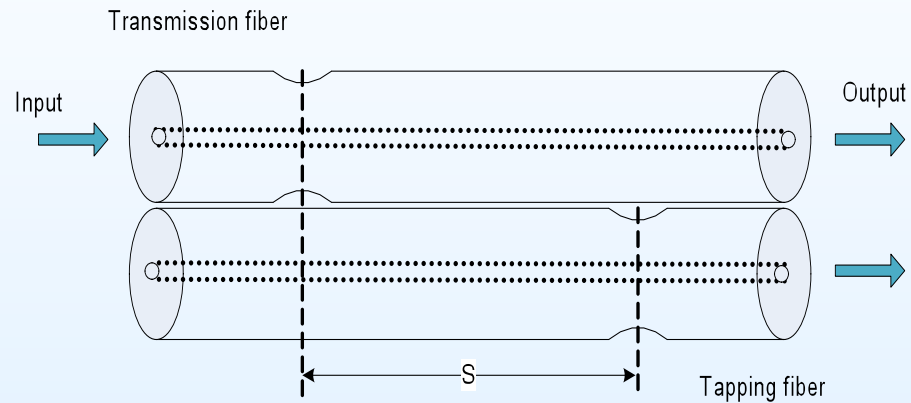 Transmission fiber
Input
Output
S
Tapping fiber